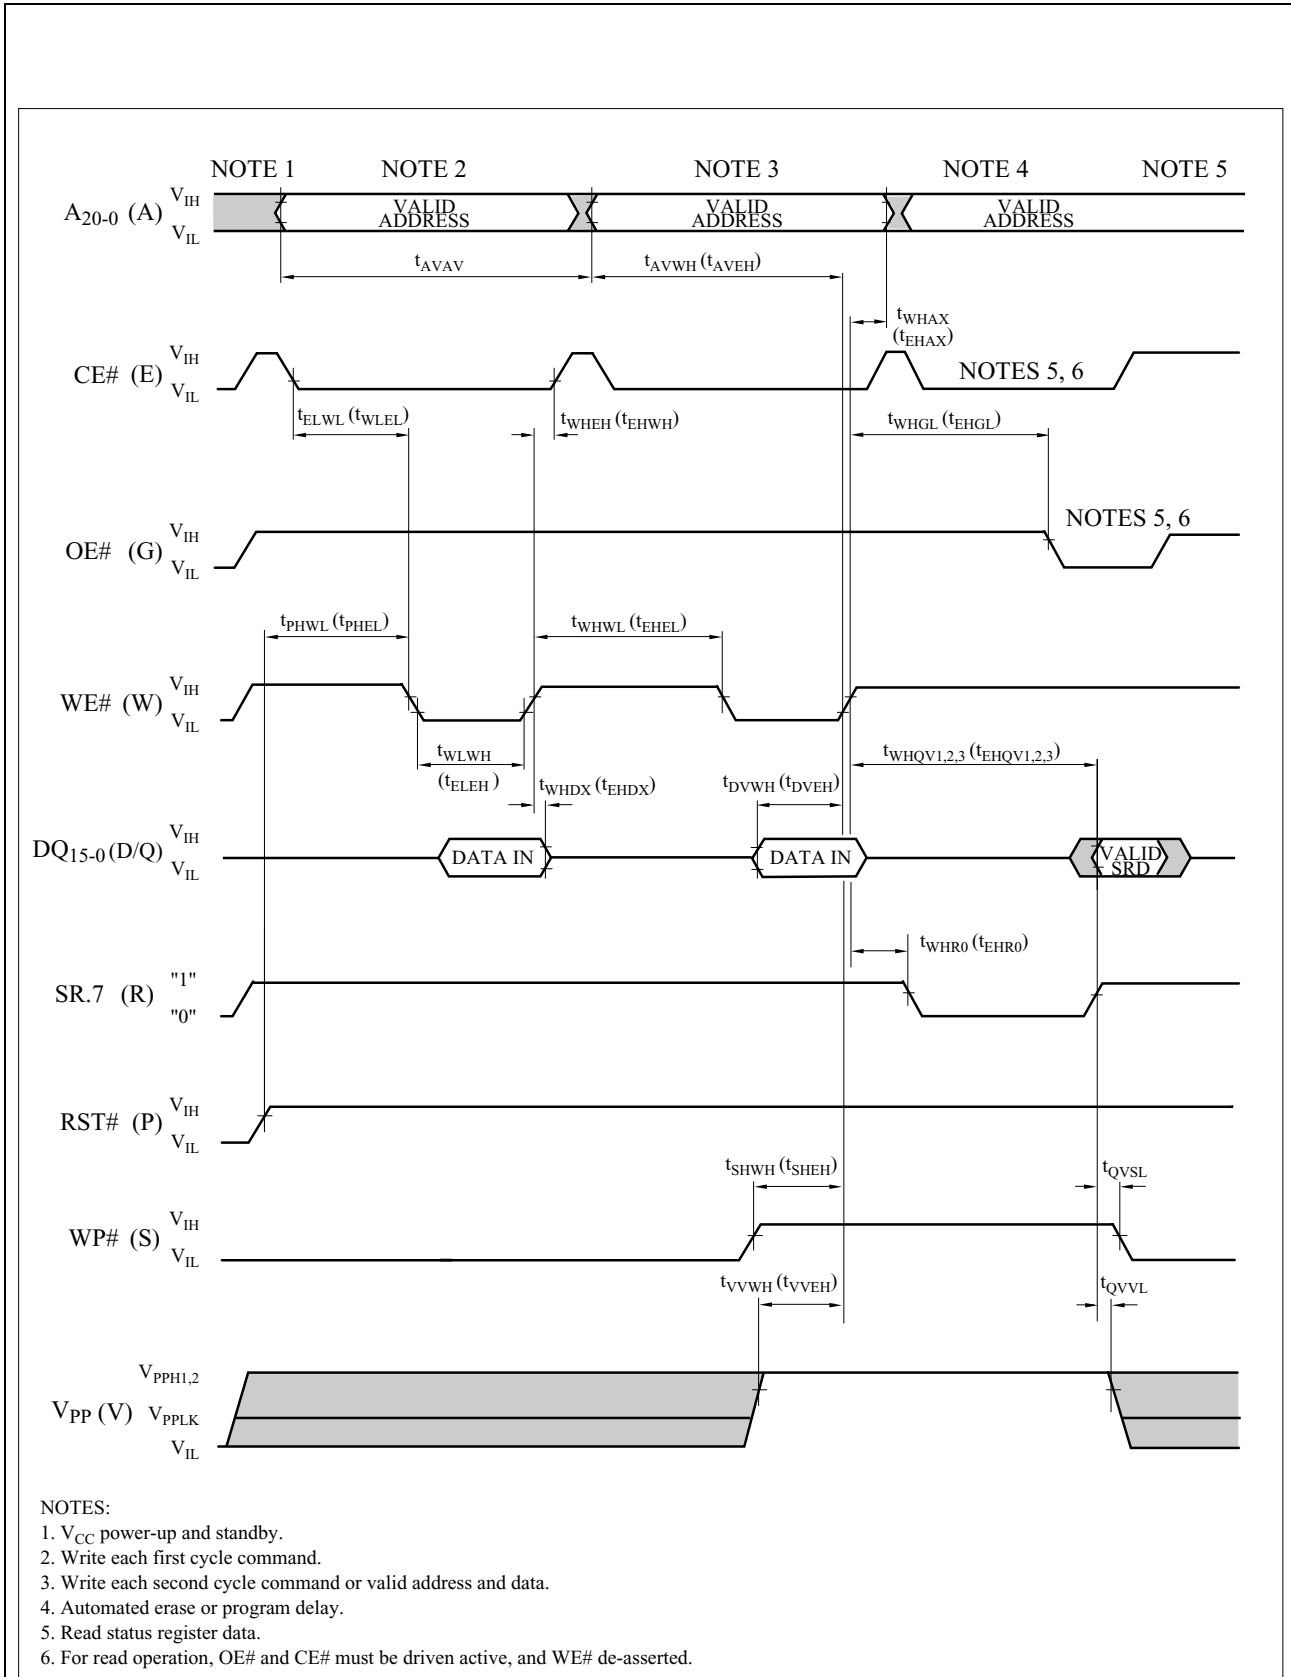 NOTE 1 NOTE 2 NOTE 3 NOTE 4 NOTE 5
A20-0 (A) VIH VIL
VALID ADDRESS
VALID ADDRESS
VALID ADDRESS
tAVAV
tAVWH (tAVEH)
tWHAX
(tEHAX)
CE# (E) VIH VIL
NOTES 5, 6
tELWL (tWLEL)
tWHEH (tEHWH)
tWHGL (tEHGL)
OE# (G) VIH VIL
NOTES 5, 6
tPHWL (tPHEL)
tWHWL (tEHEL)
WE# (W) VIH VIL
tWLWH
(tELEH)
tWHDX (tEHDX)
tDVWH (tDVEH)
tWHQV1,2,3 (tEHQV1,2,3)
DQ15-0 (D/Q) VIH VIL
DATA IN
DATA IN
VALID SRD
tWHR0 (tEHR0)
SR.7 (R) "1" "0"
RST# (P) VIH VIL
tSHWH (tSHEH)
tQVSL
WP# (S) VIH VIL
tVVWH (tVVEH)
tQVVL
VPP (V) VPPH1,2 VPPLK VIL
NOTES:
1. VCC power-up and standby.
2. Write each first cycle command.
3. Write each second cycle command or valid address and data.
4. Automated erase or program delay.
5. Read status register data.
6. For read operation, OE# and CE# must be driven active, and WE# de-asserted.